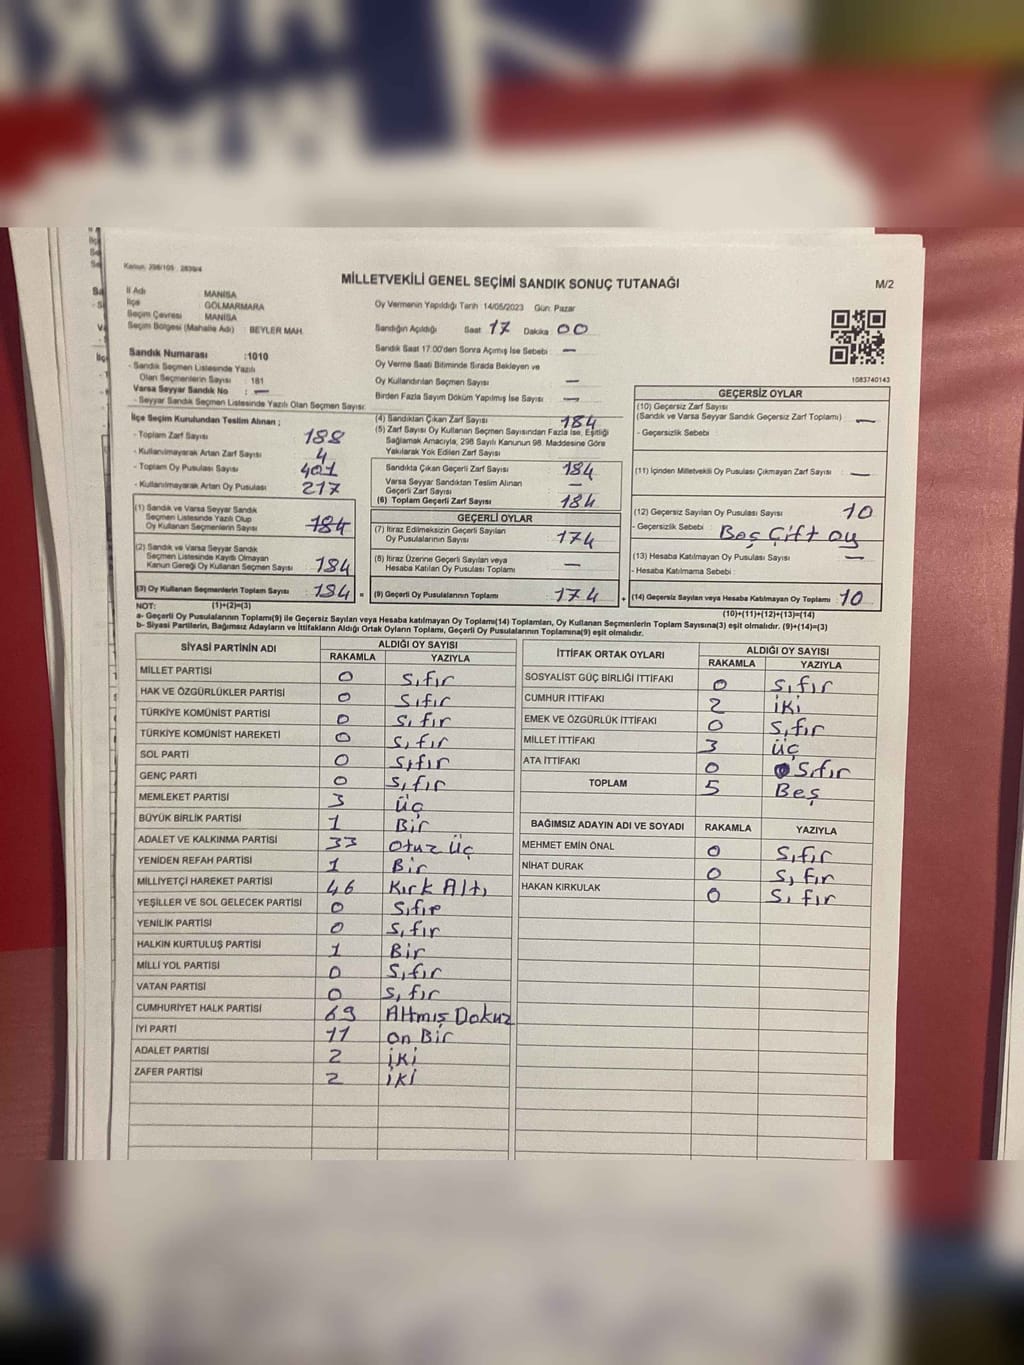 Kanun: 298/105 : 2839/4
MİLLETVEKİLİ GENEL SEÇİMİ SANDIK SONUÇ TUTANAĞI
M/2
İl Adı : MANİSA
İlçe : GÖLMARMARA
Seçim Çevresi : MANİSA
Seçim Bölgesi (Mahalle Adı) : BEYLER MAH.
Oy Vermenin Yapıldığı Tarih 14/05/2023 Gün: Pazar
Sandığın Açıldığı Saat 17 Dakika 00
Sandık Saat 17:00'den Sonra Açımış İse Sebebi : —
Oy Verme Saati Bitiminde Sırada Bekleyen ve
Oy Kullandırılan Seçmen Sayısı : —
Birden Fazla Sayım Döküm Yapılmış İse Sayısı : —
1083740143
Sandık Numarası :1010
- Sandık Seçmen Listesinde Yazılı
Olan Seçmenlerin Sayısı : 181
Varsa Seyyar Sandık No : —
- Seyyar Sandık Seçmen Listesinde Yazılı Olan Seçmen Sayısı:
İlçe Seçim Kurulundan Teslim Alınan ;
- Toplam Zarf Sayısı 188
- Kullanılmayarak Artan Zarf Sayısı 4
- Toplam Oy Pusulası Sayısı 401
- Kullanılmayarak Artan Oy Pusulası 217
(1) Sandık ve Varsa Seyyar Sandık
Seçmen Listesinde Yazılı Olup
Oy Kullanan Seçmenlerin Sayısı 184
(2) Sandık ve Varsa Seyyar Sandık
Seçmen Listesinde Kayıtlı Olmayan
Kanun Gereği Oy Kullanan Seçmen Sayısı 184
(3) Oy Kullanan Seçmenlerin Toplam Sayısı 184 =
(1)+(2)=(3)
(4) Sandıktan Çıkan Zarf Sayısı 184
(5) Zarf Sayısı Oy Kullanan Seçmen Sayısından Fazla İse, Eşitliği
Sağlamak Amacıyla; 298 Sayılı Kanunun 98. Maddesine Göre
Yakılarak Yok Edilen Zarf Sayısı
Sandıkta Çıkan Geçerli Zarf Sayısı 184
Varsa Seyyar Sandıktan Teslim Alınan
Geçerli Zarf Sayısı —
(6) Toplam Geçerli Zarf Sayısı 184
GEÇERLİ OYLAR
(7) İtiraz Edilmeksizin Geçerli Sayılan
Oy Pusulalarının Sayısı : 174
(8) İtiraz Üzerine Geçerli Sayılan veya
Hesaba Katılan Oy Pusulası Toplamı : —
(9) Geçerli Oy Pusulalarının Toplamı : 174 +
GEÇERSİZ OYLAR
(10) Geçersiz Zarf Sayısı
(Sandık ve Varsa Seyyar Sandık Geçersiz Zarf Toplamı) : —
- Geçersizlik Sebebi :
(11) İçinden Milletvekili Oy Pusulası Çıkmayan Zarf Sayısı : —
(12) Geçersiz Sayılan Oy Pusulası Sayısı : 10
- Geçersizlik Sebebi : Boş Çift oy
(13) Hesaba Katılmayan Oy Pusulası Sayısı : —
- Hesaba Katılmama Sebebi :
(14) Geçersiz Sayılan veya Hesaba Katılmayan Oy Toplamı : 10
(10)+(11)+(12)+(13)=(14)
NOT:
a- Geçerli Oy Pusulalarının Toplamı(9) ile Geçersiz Sayılan veya Hesaba katılmayan Oy Toplamı(14) Toplamları, Oy Kullanan Seçmenlerin Toplam Sayısına(3) eşit olmalıdır. (9)+(14)=(3)
b- Siyasi Partilerin, Bağımsız Adayların ve İttifakların Aldığı Ortak Oyların Toplamı, Geçerli Oy Pusulalarının Toplamına(9) eşit olmalıdır.
SİYASİ PARTİNİN ADI ALDIĞI OY SAYISI
RAKAMLA YAZIYLA
MİLLET PARTİSİ 0 Sıfır
HAK VE ÖZGÜRLÜKLER PARTİSİ 0 Sıfır
TÜRKİYE KOMÜNİST PARTİSİ 0 Sıfır
TÜRKİYE KOMÜNİST HAREKETİ 0 Sıfır
SOL PARTİ 0 Sıfır
GENÇ PARTİ 0 Sıfır
MEMLEKET PARTİSİ 3 üç
BÜYÜK BİRLİK PARTİSİ 1 Bir
ADALET VE KALKINMA PARTİSİ 33 Otuz Üç
YENİDEN REFAH PARTİSİ 1 Bir
MİLLİYETÇİ HAREKET PARTİSİ 46 Kırk Altı
YEŞİLLER VE SOL GELECEK PARTİSİ 0 Sıfır
YENİLİK PARTİSİ 0 Sıfır
HALKIN KURTULUŞ PARTİSİ 1 Bir
MİLLİ YOL PARTİSİ 0 Sıfır
VATAN PARTİSİ 0 Sıfır
CUMHURİYET HALK PARTİSİ 69 Altmış Dokuz
İYİ PARTİ 11 on Bir
ADALET PARTİSİ 2 iki
ZAFER PARTİSİ 2 iki
İTTİFAK ORTAK OYLARI ALDIĞI OY SAYISI
RAKAMLA YAZIYLA
SOSYALİST GÜÇ BİRLİĞİ İTTİFAKI 0 Sıfır
CUMHUR İTTİFAKI 2 iki
EMEK VE ÖZGÜRLÜK İTTİFAKI 0 Sıfır
MİLLET İTTİFAKI 3 üç
ATA İTTİFAKI 0 Sıfır
TOPLAM 5 Beş
BAĞIMSIZ ADAYIN ADI VE SOYADI RAKAMLA YAZIYLA
MEHMET EMİN ÖNAL 0 Sıfır
NİHAT DURAK 0 Sıfır
HAKAN KIRKULAK 0 Sıfır